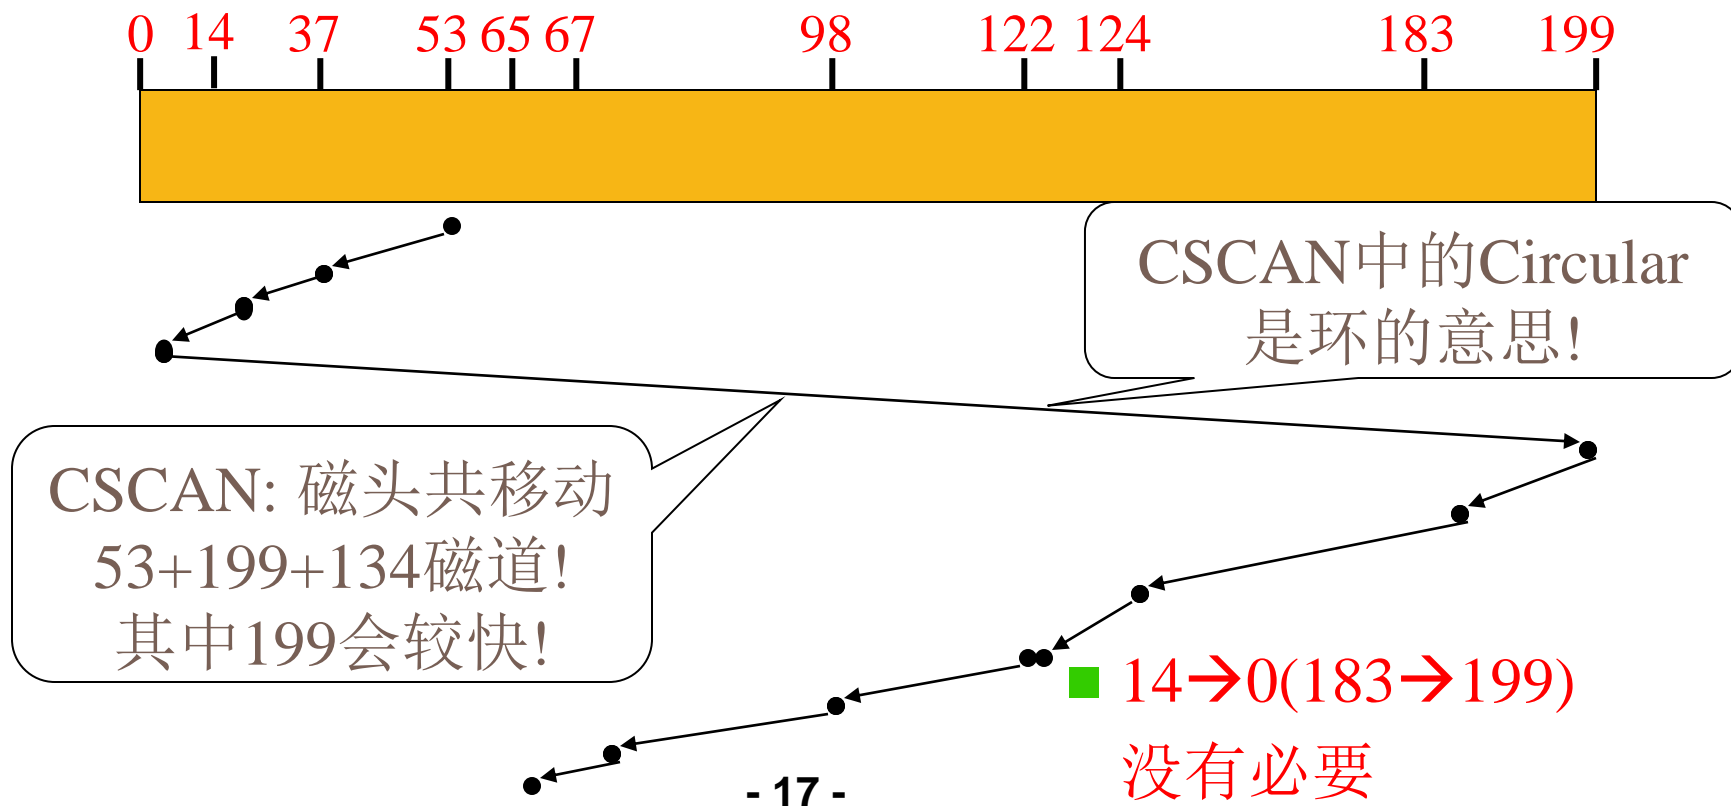 0 14 37 53 65 67 98 122 124 183 199
CSCAN中的Circular
是环的意思!
CSCAN: 磁头共移动
53+199+134磁道!
其中199会较快!
14→0(183→199)
没有必要
- 17 -